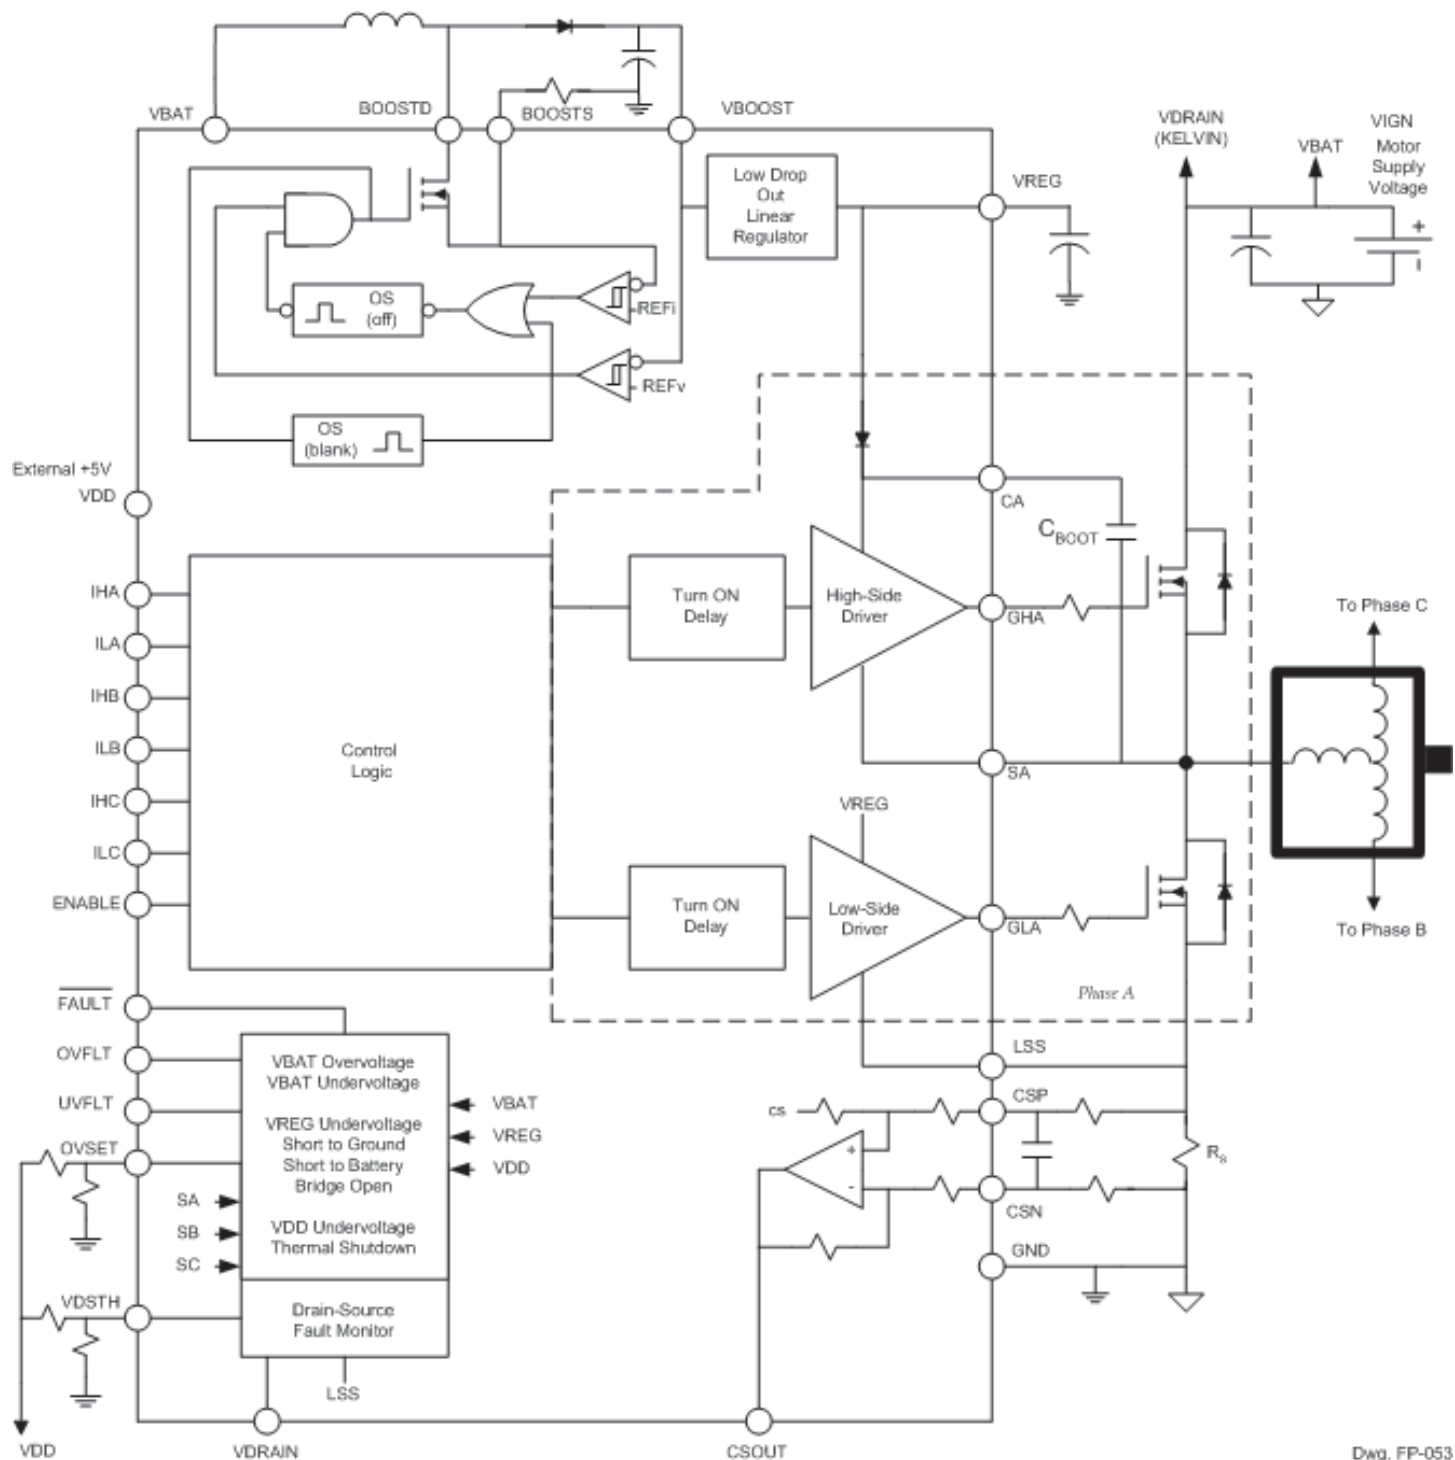 VBAT
BOOSTD
BOOSTS
VBOOST
VDRAIN
(KELVIN)
VBAT
VIGN
Motor
Supply
Voltage
+
Low Drop
Out
Linear
Regulator
VREG
OS
(off)
REFi
REFv
OS
(blank)
External +5V
VDD
CA
CBOOT
IHA
ILA
IHB
ILB
IHC
ILC
ENABLE
Control
Logic
Turn ON
Delay
High-Side
Driver
GHA
SA
To Phase C
VREG
Turn ON
Delay
Low-Side
Driver
GLA
To Phase B
Phase A
FAULT
OVFLT
UVFLT
OVSET
SA
SB
SC
VDSTH
VBAT Overvoltage
VBAT Undervoltage
VREG Undervoltage
Short to Ground
Short to Battery
Bridge Open
VDD Undervoltage
Thermal Shutdown
Drain-Source
Fault Monitor
VBAT
VREG
VDD
LSS
LSS
cs
CSP
+
-
CSN
Rs
GND
VDD
VDRAIN
CSOUT
Dwg. FP-053